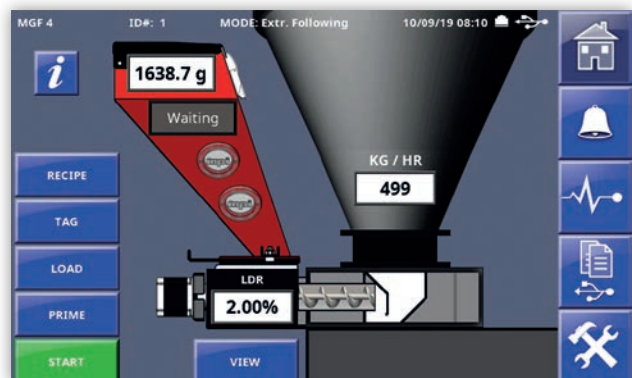 MGF 4 ID#: 1 MODE: Extr. Following 10/09/19 08:10
1638.7 g
Waiting
KG / HR
499
RECIPE
TAG
LOAD
PRIME
START
LDR
2.00%
VIEW